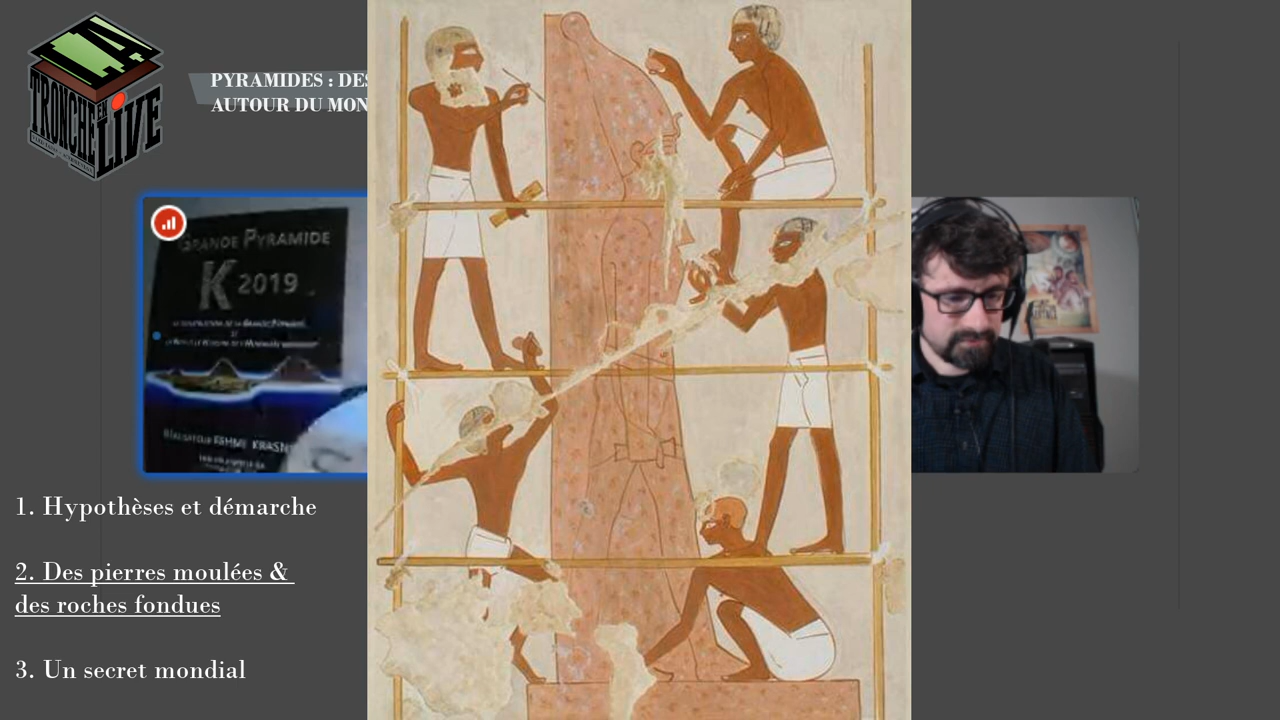 TRONCHE
EN
LIVE
PYRAMIDES : DES
AUTOUR DU MON
GRANDE PYRAMIDE
K 2019
1. Hypothèses et démarche
2. Des pierres moulées &
des roches fondues
3. Un secret mondial